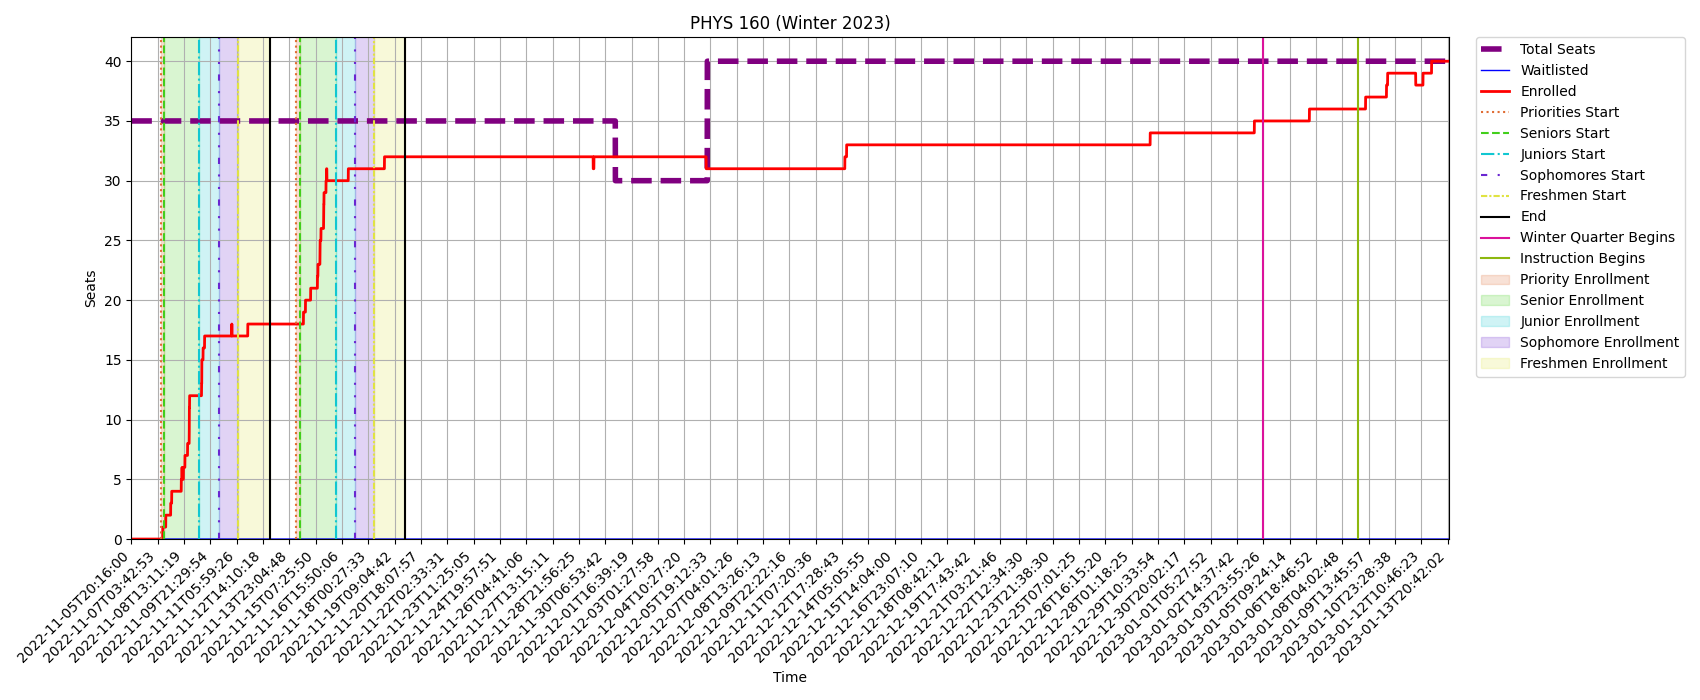 PHYS 160 (Winter 2023)
Seats
40
35
30
25
20
15
10
5
0
2022-11-05T20:16:00
2022-11-07T03:42:53
2022-11-08T13:11:19
2022-11-09T21:29:54
2022-11-11T05:59:26
2022-11-12T14:10:18
2022-11-13T23:04:48
2022-11-15T07:25:50
2022-11-16T15:50:06
2022-11-18T00:27:33
2022-11-19T09:04:42
2022-11-20T18:07:57
2022-11-22T02:33:31
2022-11-23T11:25:05
2022-11-24T19:57:51
2022-11-26T04:41:06
2022-11-27T13:15:11
2022-11-28T21:56:25
2022-11-30T06:53:42
2022-12-01T16:39:19
2022-12-03T01:27:58
2022-12-04T10:27:20
2022-12-05T19:12:33
2022-12-07T04:01:26
2022-12-08T13:26:13
2022-12-09T22:22:16
2022-12-11T07:20:36
2022-12-12T17:28:43
2022-12-14T05:05:55
2022-12-15T14:04:00
2022-12-16T23:07:10
2022-12-18T08:42:12
2022-12-19T17:43:42
2022-12-21T03:21:46
2022-12-22T12:34:30
2022-12-23T21:38:30
2022-12-25T07:01:25
2022-12-26T16:15:20
2022-12-28T01:18:25
2022-12-29T10:33:54
2022-12-30T20:02:17
2023-01-01T05:27:52
2023-01-02T14:37:42
2023-01-03T23:55:26
2023-01-05T09:24:14
2023-01-06T18:46:52
2023-01-08T04:02:48
2023-01-09T13:45:57
2023-01-10T23:28:38
2023-01-12T10:46:23
2023-01-13T20:42:02
Time
Total Seats
Waitlisted
Enrolled
Priorities Start
Seniors Start
Juniors Start
Sophomores Start
Freshmen Start
End
Winter Quarter Begins
Instruction Begins
Priority Enrollment
Senior Enrollment
Junior Enrollment
Sophomore Enrollment
Freshmen Enrollment